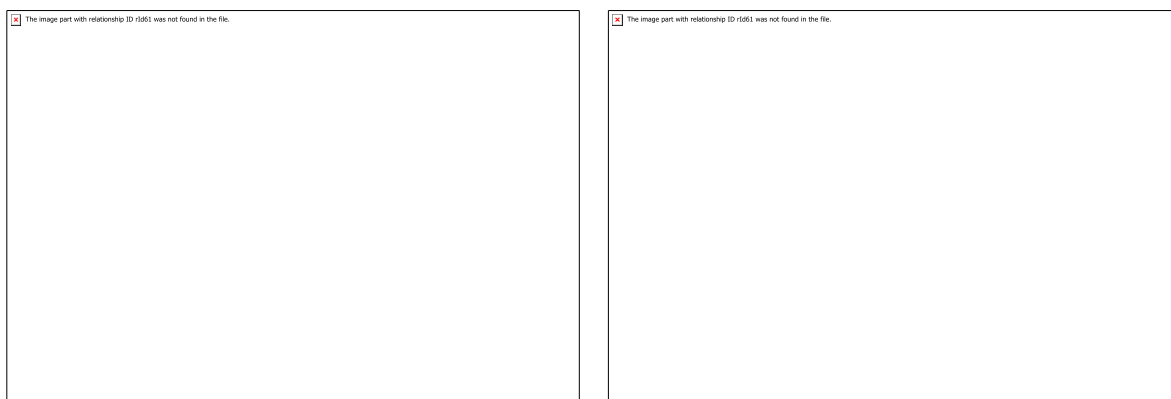 The image part with relationship ID rId61 was not found in the file.
The image part with relationship ID rId61 was not found in the file.